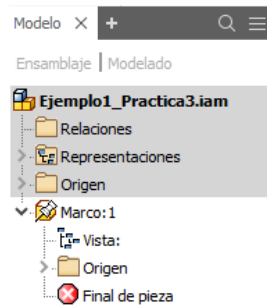 Modelo × +
Ensamblaje | Modelado
Ejemplo1_Practica3.iam
Relaciones
Representaciones
Origen
Marco:1
Vista:
Origen
Final de pieza